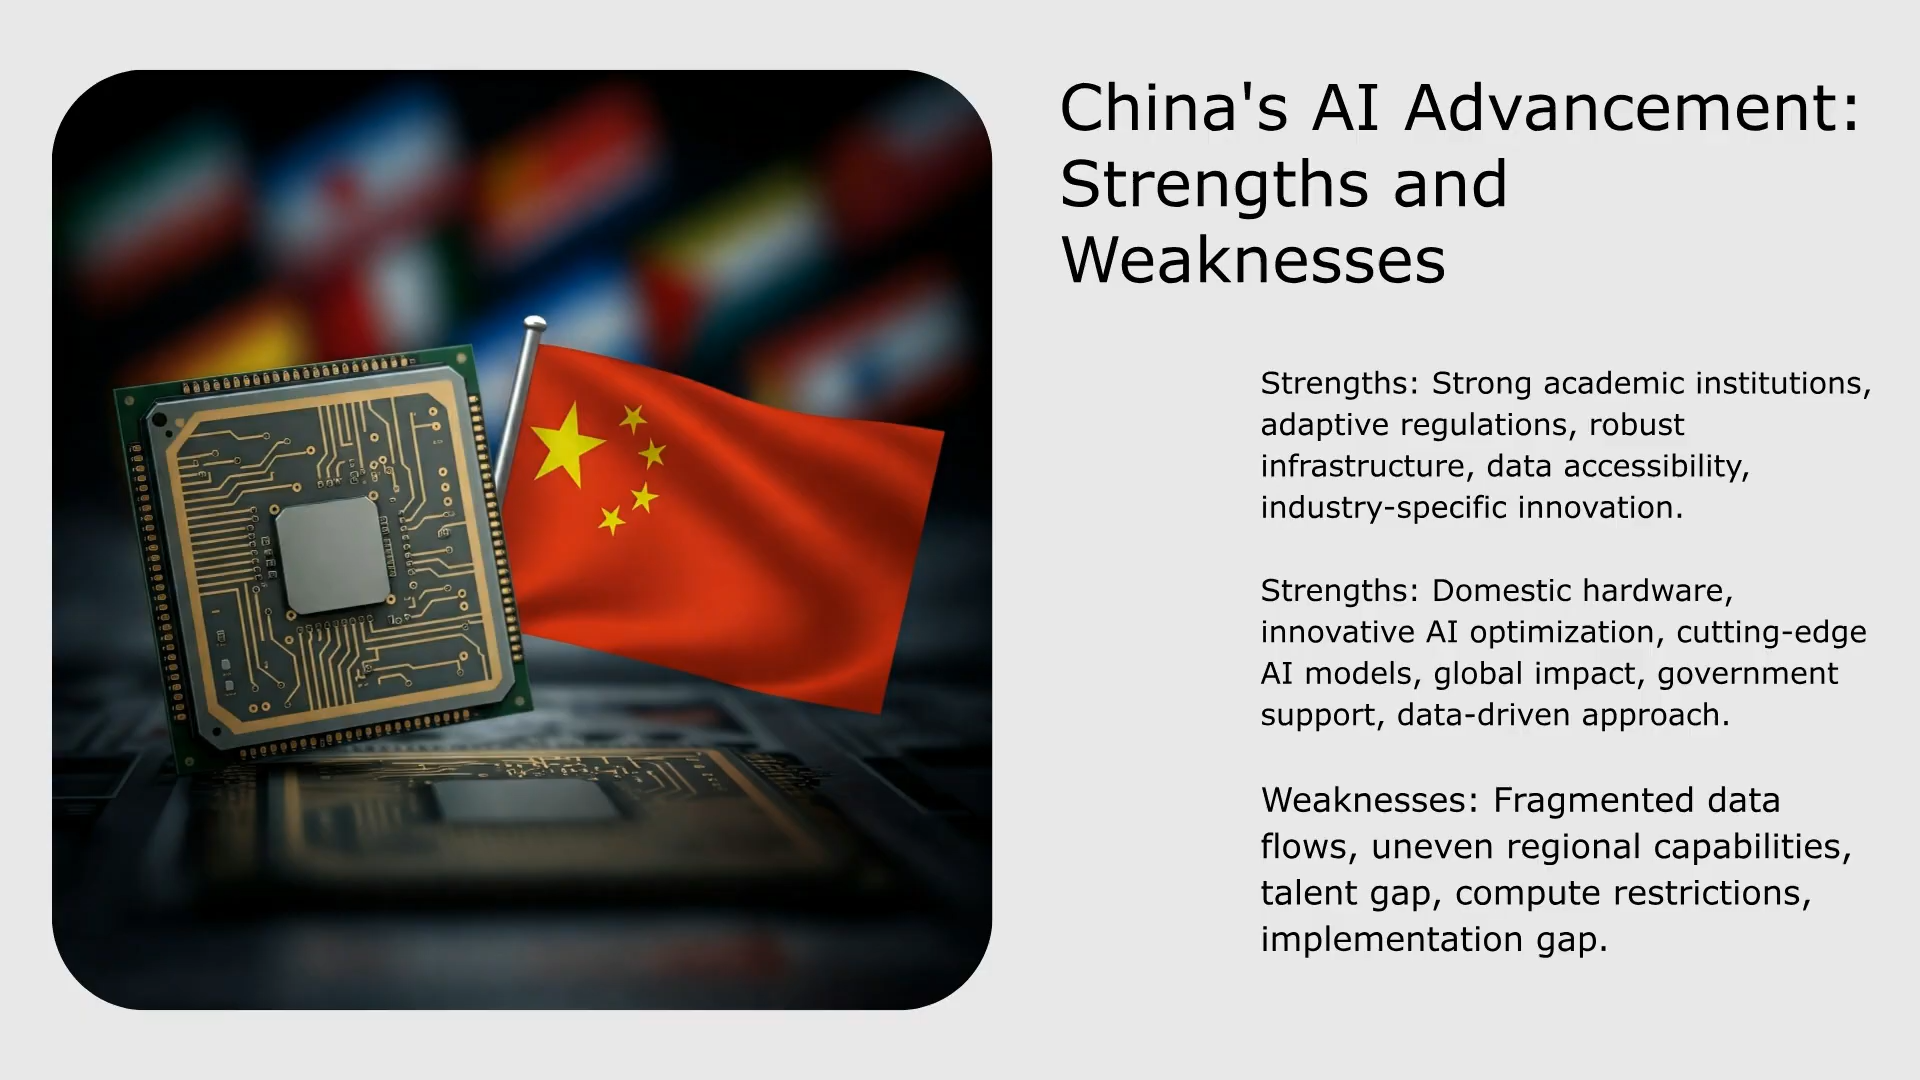 China's AI Advancement:
Strengths and
Weaknesses
Strengths: Strong academic institutions,
adaptive regulations, robust
infrastructure, data accessibility,
industry-specific innovation.
Strengths: Domestic hardware,
innovative AI optimization, cutting-edge
AI models, global impact, government
support, data-driven approach.
Weaknesses: Fragmented data
flows, uneven regional capabilities,
talent gap, compute restrictions,
implementation gap.